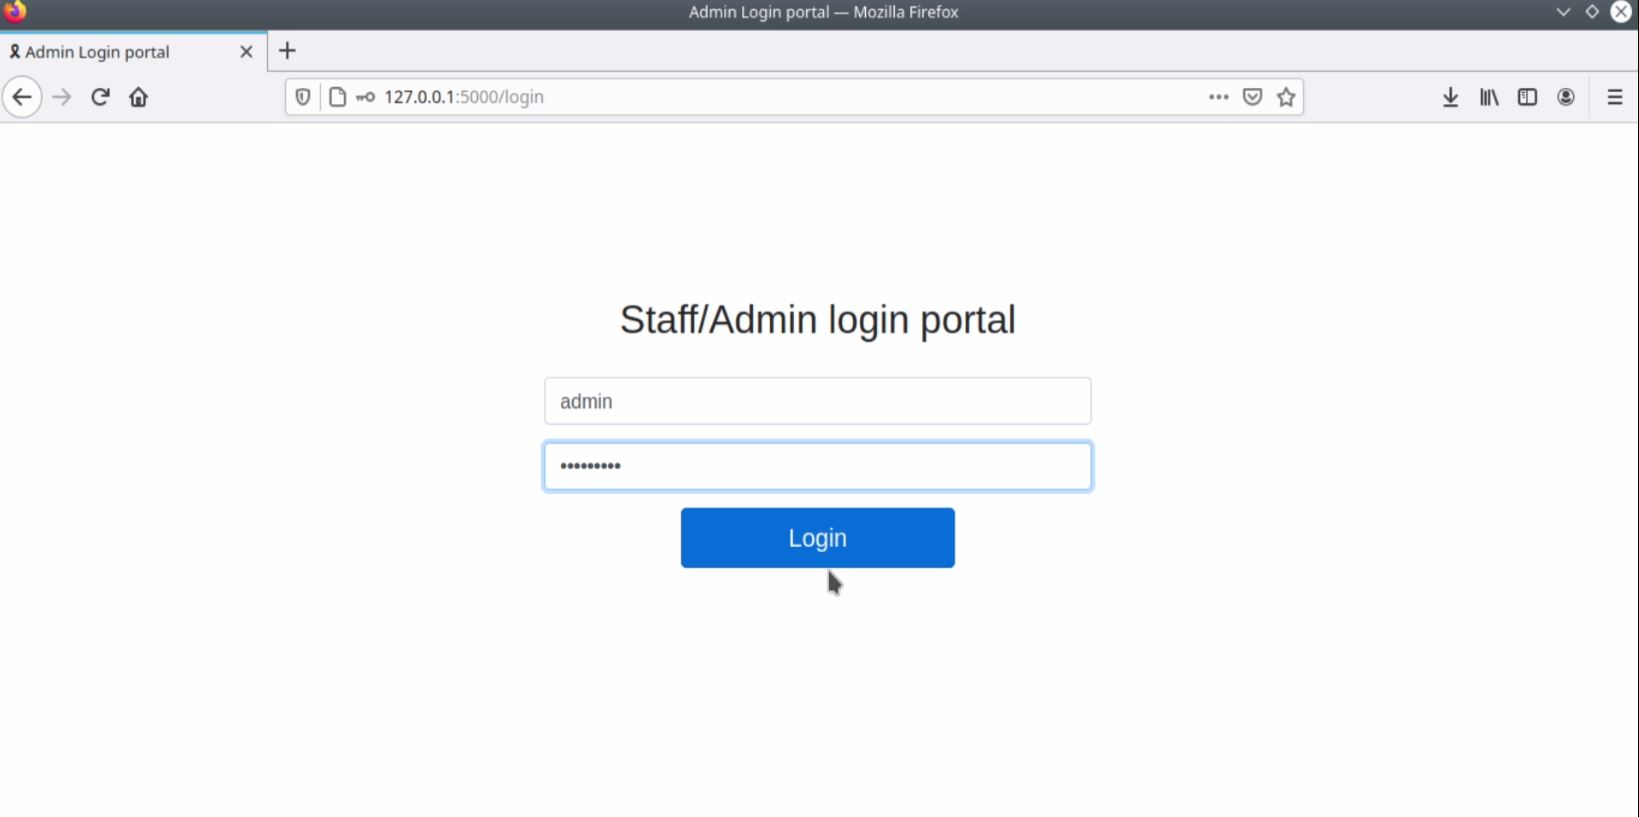 Admin Login portal — Mozilla Firefox
Admin Login portal
127.0.0.1:5000/login
Staff/Admin login portal
admin
•••••••••
Login